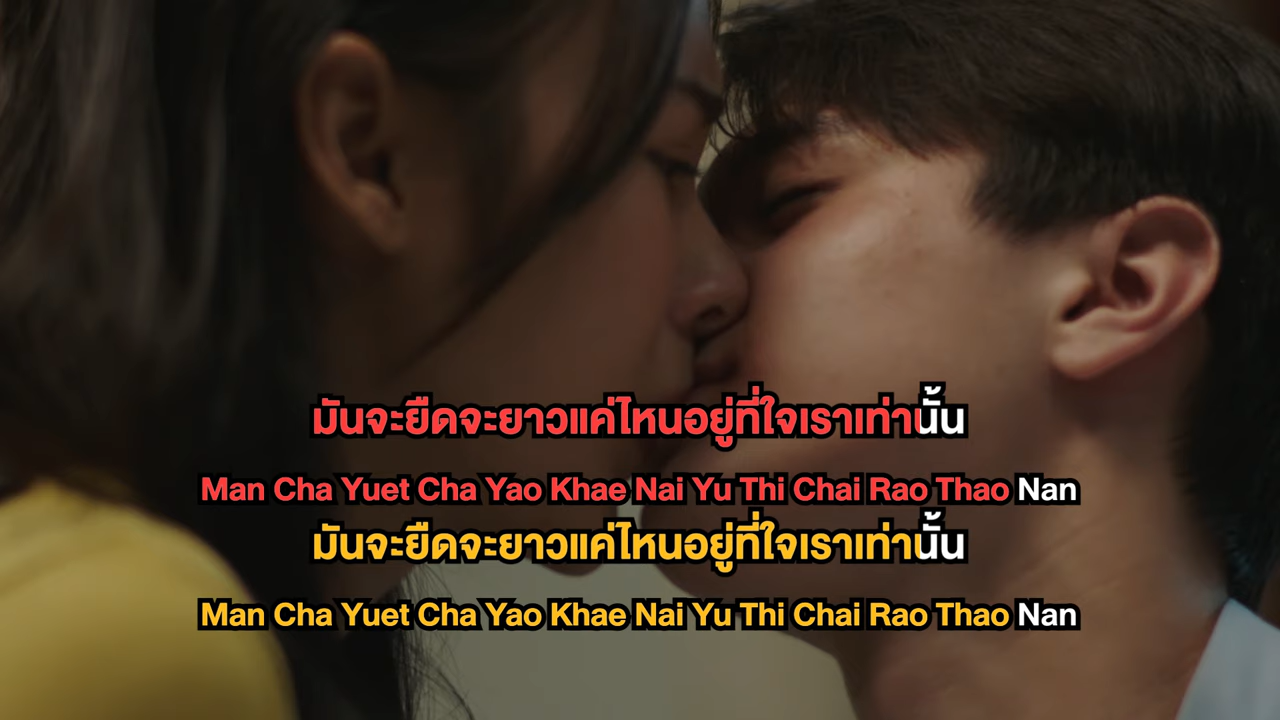 มันจะยืดจะยาวแค่ไหนอยู่ที่ใจเราเท่านั้น
Man Cha Yuet Cha Yao Khae Nai Yu Thi Chai Rao Thao Nan
มันจะยืดจะยาวแค่ไหนอยู่ที่ใจเราเท่านั้น
Man Cha Yuet Cha Yao Khae Nai Yu Thi Chai Rao Thao Nan